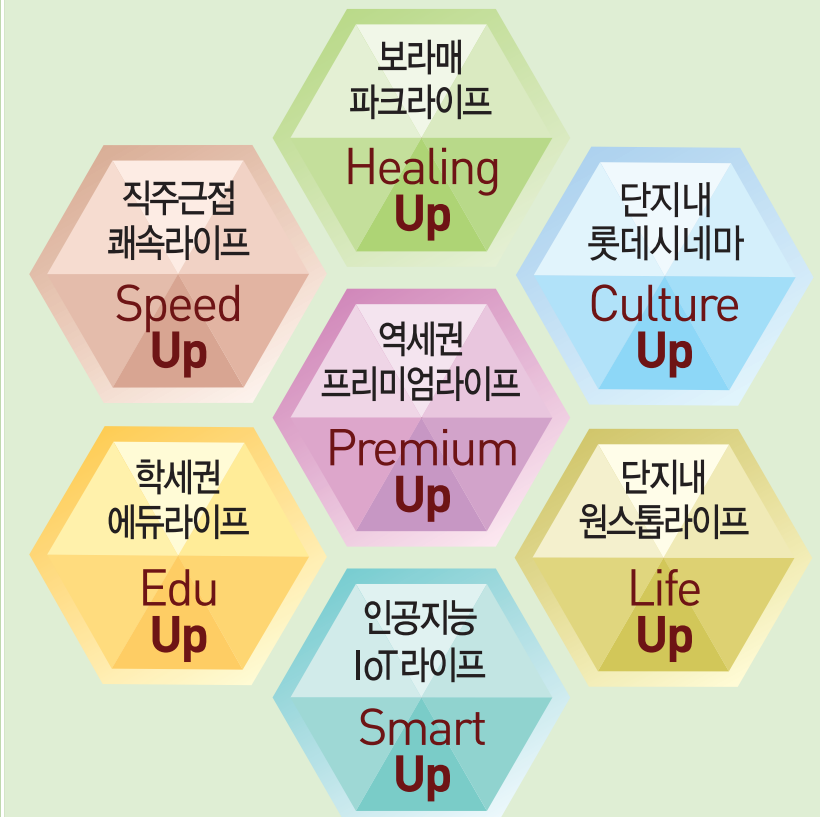 보라매
파크라이프
Healing
Up
직주근접
쾌속라이프
Speed
Up
단지내
롯데시네마
Culture
Up
역세권
프리미엄라이프
Premium
Up
학세권
에듀라이프
Edu
Up
단지내
원스톱라이프
Life
Up
인공지능
IoT라이프
Smart
Up